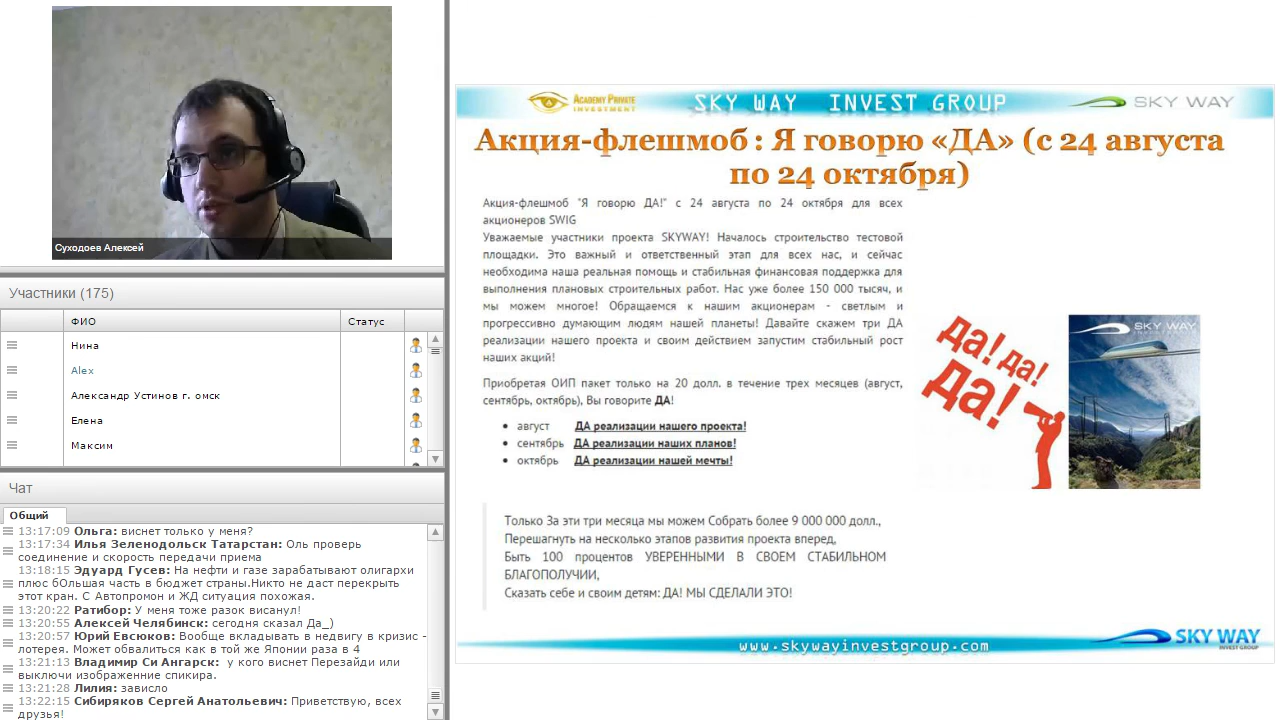 Суходоев Алексей
Участники (175)
ФИО
Статус
Нина
Alex
Александр Устинов г. омск
Елена
Максим
Чат
Общий
13:17:09 Ольга: виснет только у меня?
13:17:34 Илья Зеленодольск Татарстан: Оль проверь
соединение и скорость передачи приема
13:18:15 Эдуард Гусев: На нефти и газе зарабатывают олигархи
плюс бОльшая часть в бюджет страны.Никто не даст перекрыть
этот кран. С Автопромом и ЖД ситуация похожая.
13:20:22 Ратибор: У меня тоже разок висанул!
13:20:55 Алексей Челябинск: сегодня сказал Да_)
13:20:57 Юрий Евсюков: Вообще вкладывать в недвигу в кризис -
лотерея. Может обвалиться как в той же Японии раза в 4
13:21:13 Владимир Си Ангарск: у кого виснет Перезайди или
выключи изображенние спикира.
13:21:28 Лилия: зависло
13:22:15 Сибиряков Сергей Анатольевич: Приветствую, всех
друзья!
ACADEMY PRIVATE
INVESTMENT
SKY WAY INVEST GROUP
SKY WAY
Акция-флешмоб : Я говорю «ДА» (с 24 августа
по 24 октября)
Акция-флешмоб "Я говорю ДА!" с 24 августа по 24 октября для всех
акционеров SWIG
Уважаемые участники проекта SKYWAY! Началось строительство тестовой
площадки. Это важный и ответственный этап для всех нас, и сейчас
необходима наша реальная помощь и стабильная финансовая поддержка для
выполнения плановых строительных работ. Нас уже более 150 000 тысяч, и
мы можем многое! Обращаемся к нашим акционерам - светлым и
прогрессивно думающим людям нашей планеты! Давайте скажем три ДА
реализации нашего проекта и своим действием запустим стабильный рост
наших акций!
Приобретая ОИП пакет только на 20 долл. в течение трех месяцев (август,
сентябрь, октябрь), Вы говорите ДА!
• август ДА реализации нашего проекта!
• сентябрь ДА реализации наших планов!
• октябрь ДА реализации нашей мечты!
да! да!
Да!
SKY WAY
Только За эти три месяца мы можем Собрать более 9 000 000 долл.,
Перешагнуть на несколько этапов развития проекта вперед,
Быть 100 процентов УВЕРЕННЫМИ В СВОЕМ СТАБИЛЬНОМ
БЛАГОПОЛУЧИИ,
Сказать себе и своим детям: ДА! МЫ СДЕЛАЛИ ЭТО!
www.skywayinvestgroup.com
SKY WAY
INVEST GROUP